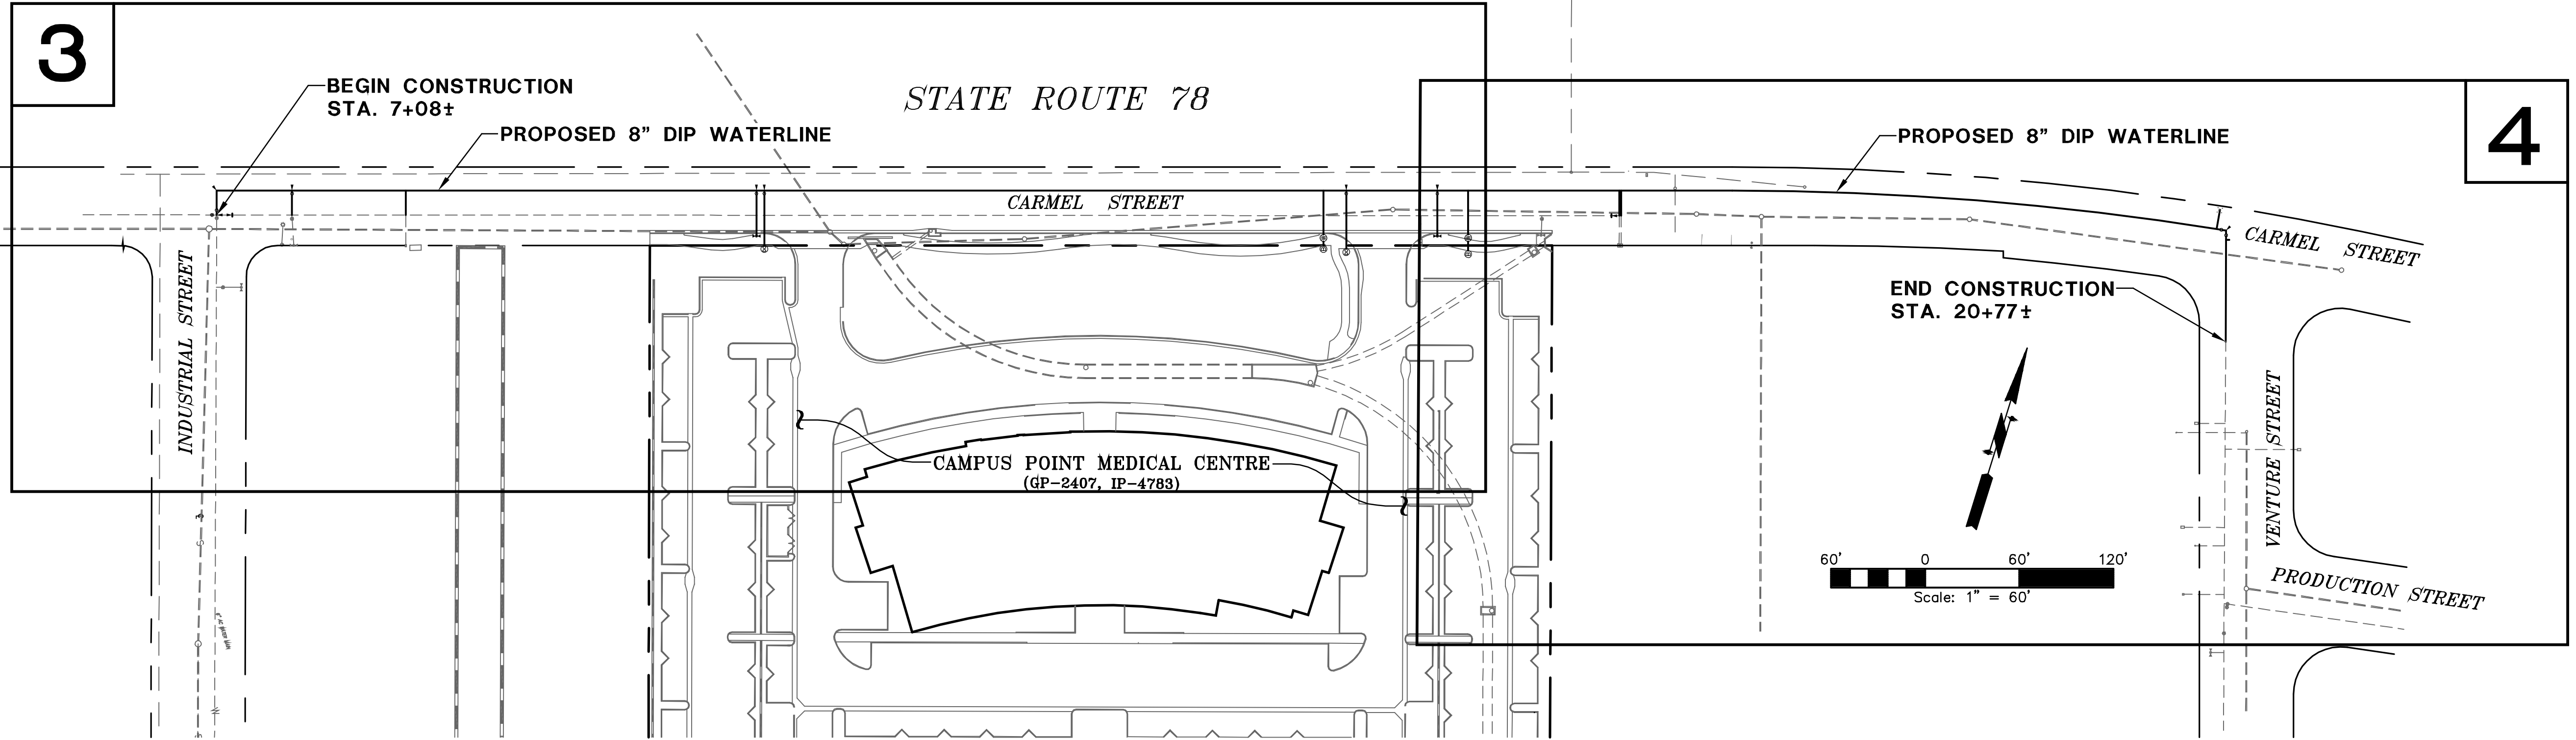 3
BEGIN CONSTRUCTION
STA. 7+08±
PROPOSED 8" DIP WATERLINE
STATE ROUTE 78
4
PROPOSED 8" DIP WATERLINE
CARMEL STREET
CARMEL STREET
INDUSTRIAL STREET
END CONSTRUCTION
STA. 20+77±
CAMPUS POINT MEDICAL CENTRE
(GP-2407, IP-4783)
VENTURE STREET
60' 0 60' 120'
Scale: 1" = 60'
PRODUCTION STREET